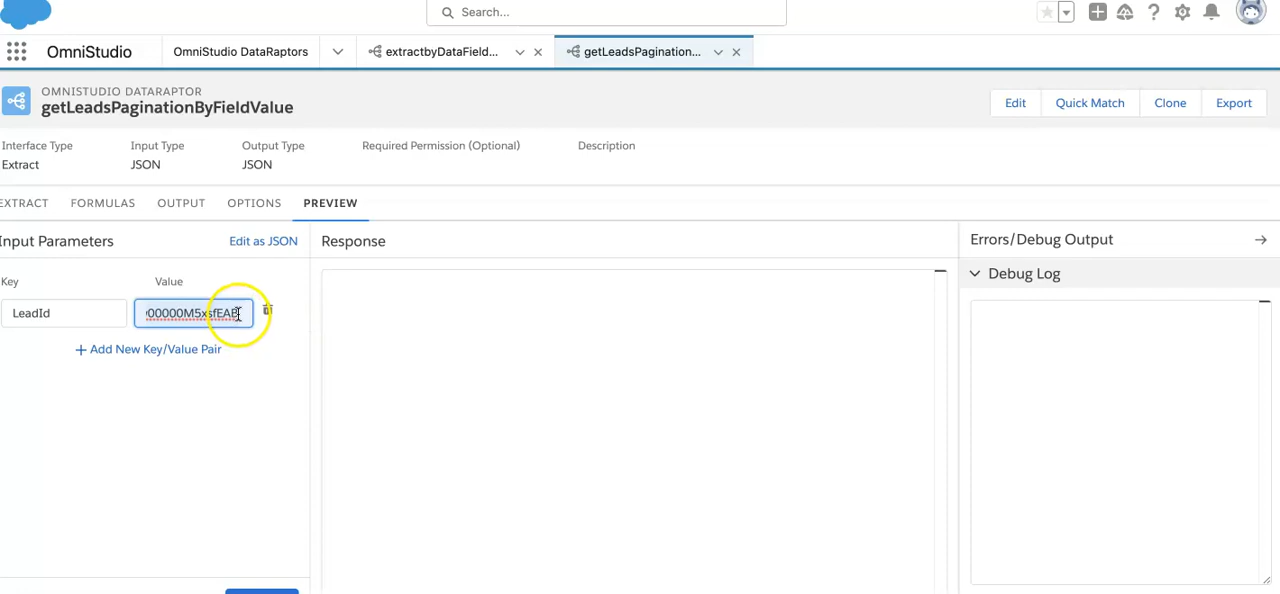 Search...
OmniStudio
OmniStudio DataRaptors
extractbyDataField...
getLeadsPagination...
OMNISTUDIO DATARAPTOR
getLeadsPaginationByFieldValue
Edit
Quick Match
Clone
Export
Interface Type
Input Type
Output Type
Required Permission (Optional)
Description
Extract
JSON
JSON
EXTRACT
FORMULAS
OUTPUT
OPTIONS
PREVIEW
Input Parameters
Edit as JSON
Response
Errors/Debug Output
Debug Log
Key
Value
LeadId
+ Add New Key/Value Pair